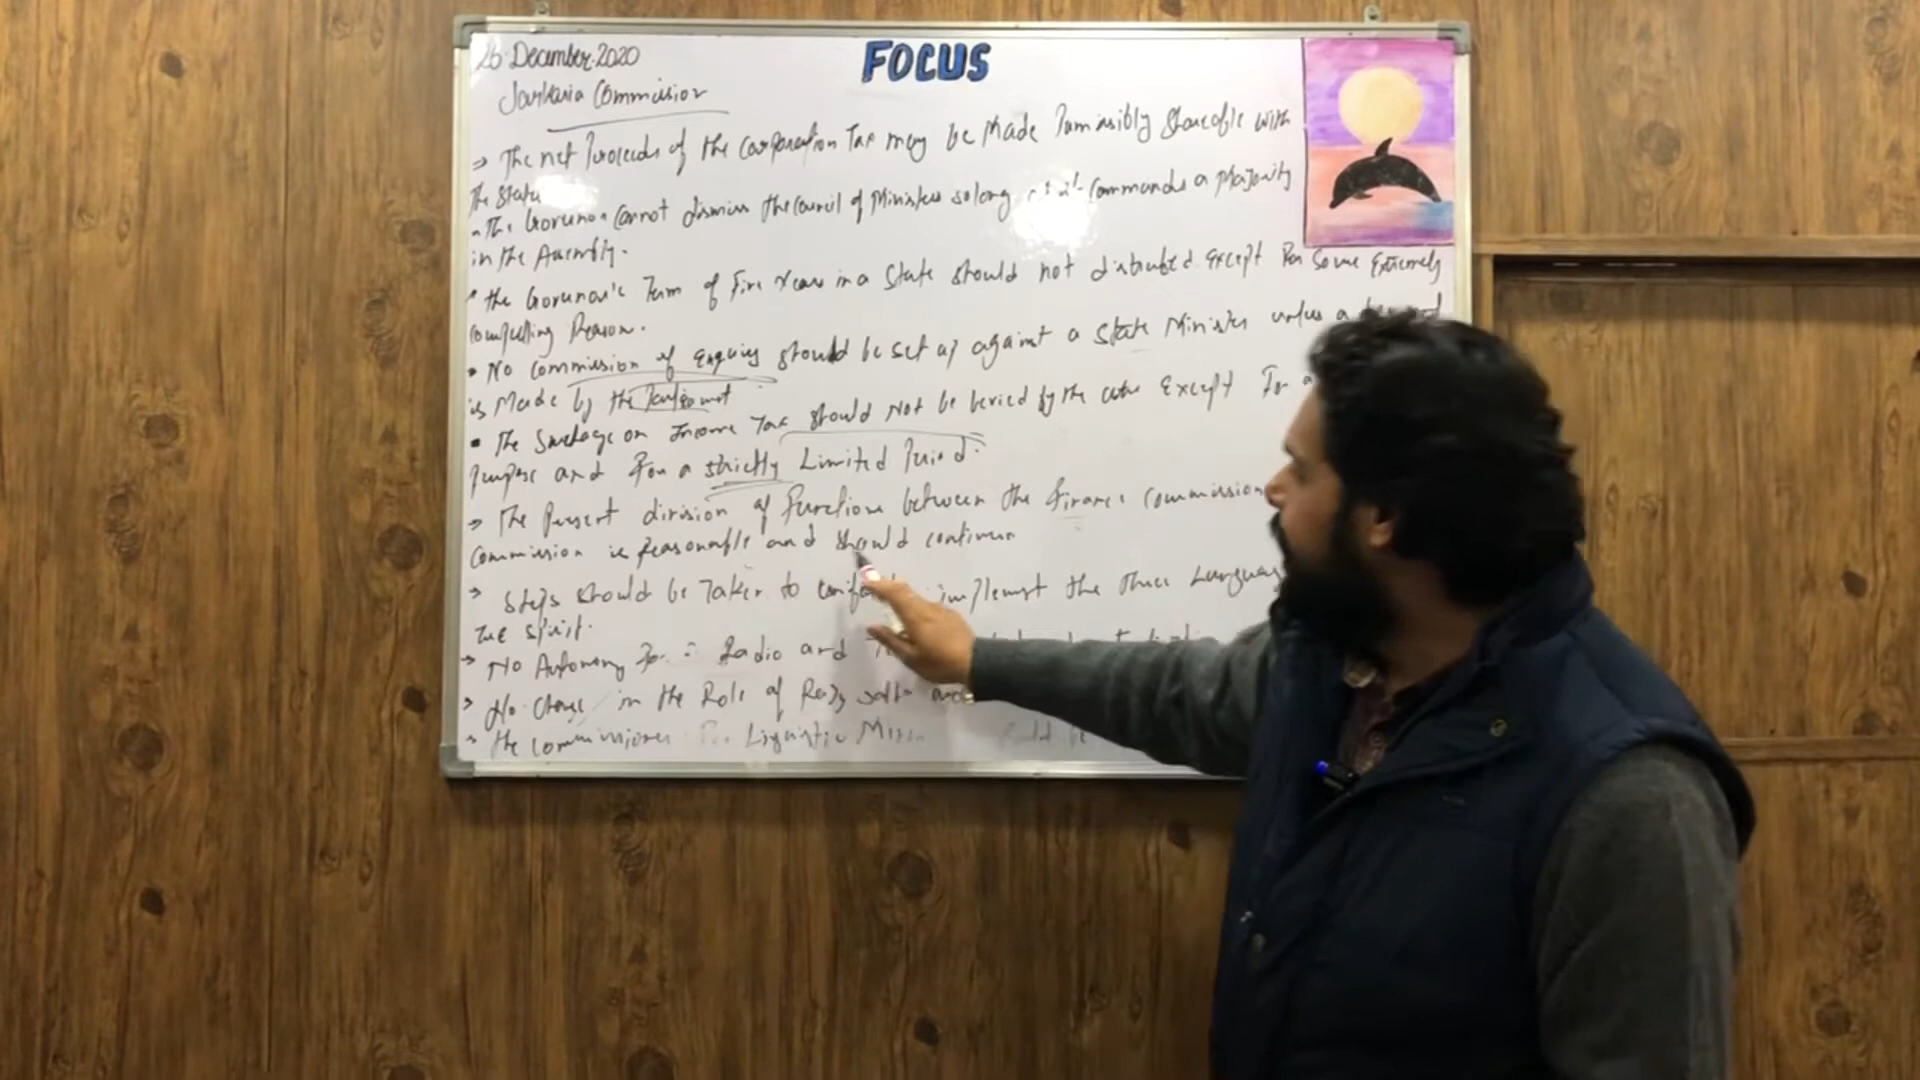 26 December 2020
FOCUS
Sarkaria Commission
The net Proceeds of the Corporation Tax may be Made Permissibly Shareable with
The State
The Governor Cannot dismiss the Council of Ministers so long as it Commands a Majority
in the Assembly.
the Governor's Term of Five Years in a State should not disturbed Except For Some Extremely
compelling Reason.
No Commission of Enquiry should be set up against a State Minister unless a
is Made by the Parliament
The Surcharge on Income Tax should Not be levied by the Except For a
Purpose and For a strictly Limited Period.
The Present division of Functions between the Finance Commission
Commission is Reasonable and should continue
Steps should be Taken to implement the Three Language
true spirit.
No Autonomy For Radio and
No Change in the Role of Rajya Sabha and
the Commissioner For Linguistic